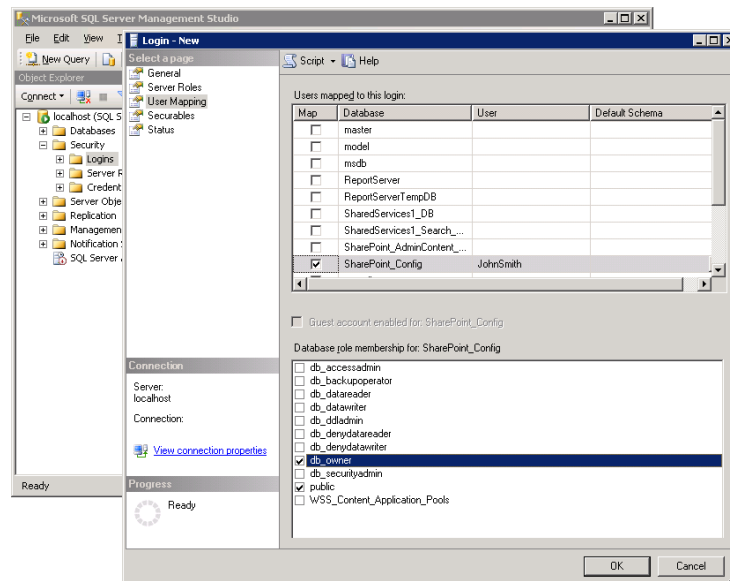 Microsoft SQL Server Management Studio
File Edit View
New Query
Object Explorer
Connect
localhost (SQL S
Databases
Security
Logins
Server R
Credent
Server Obje
Replication
Managemen
Notification
SQL Server
Ready
Login - New
Select a page
General
Server Roles
User Mapping
Securables
Status
Connection
Server:
localhost
Connection:
View connection properties
Progress
Ready
Script Help
Users mapped to this login:
Map Database User Default Schema
master
model
msdb
ReportServer
ReportServerTempDB
SharedServices1_DB
SharedServices1_Search_...
SharePoint_AdminContent_...
SharePoint_Config JohnSmith
Guest account enabled for: SharePoint_Config
Database role membership for: SharePoint_Config
db_accessadmin
db_backupoperator
db_datareader
db_datawriter
db_ddladmin
db_denydatareader
db_denydatawriter
db_owner
db_securityadmin
public
WSS_Content_Application_Pools
OK Cancel